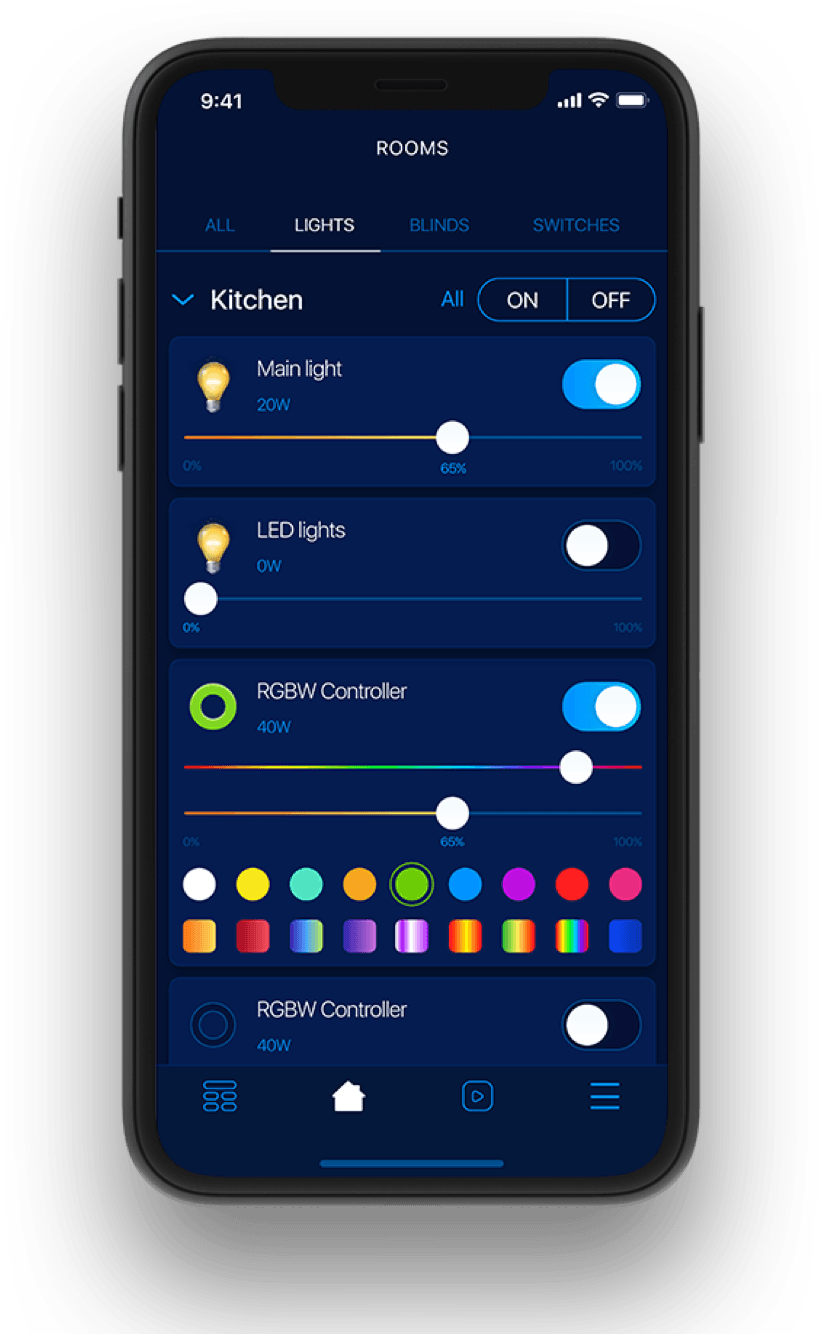 9:41
ROOMS
ALL LIGHTS BLINDS SWITCHES
Kitchen All ON OFF
Main light
20W
0% 65% 100%
LED lights
0W
0% 100%
RGBW Controller
40W
0% 65% 100%
RGBW Controller
40W